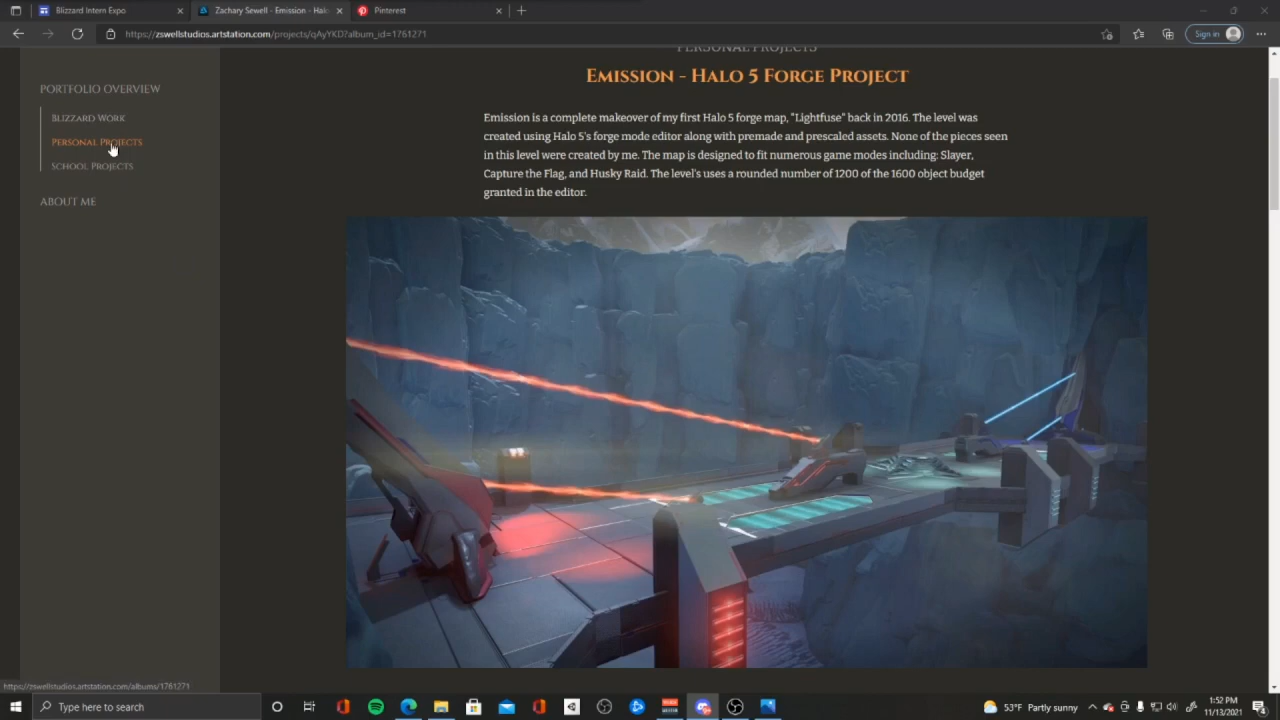 Blizzard Intern Expo
Zachary Sewell - Emission - Halo
Pinterest
https://zswellstudios.artstation.com/projects/qAyYKD?album_id=1761271
Sign in
PERSONAL PROJECTS
EMISSION - HALO 5 FORGE PROJECT
PORTFOLIO OVERVIEW
BLIZZARD WORK
PERSONAL PROJECTS
SCHOOL PROJECTS
ABOUT ME
Emission is a complete makeover of my first Halo 5 forge map, "Lightfuse" back in 2016. The level was
created using Halo 5's forge mode editor along with premade and prescaled assets. None of the pieces seen
in this level were created by me. The map is designed to fit numerous game modes including: Slayer,
Capture the Flag, and Husky Raid. The level's uses a rounded number of 1200 of the 1600 object budget
granted in the editor.
https://zswellstudios.artstation.com/albums/1761271
Type here to search
53°F Partly sunny
1:52 PM
11/13/2021